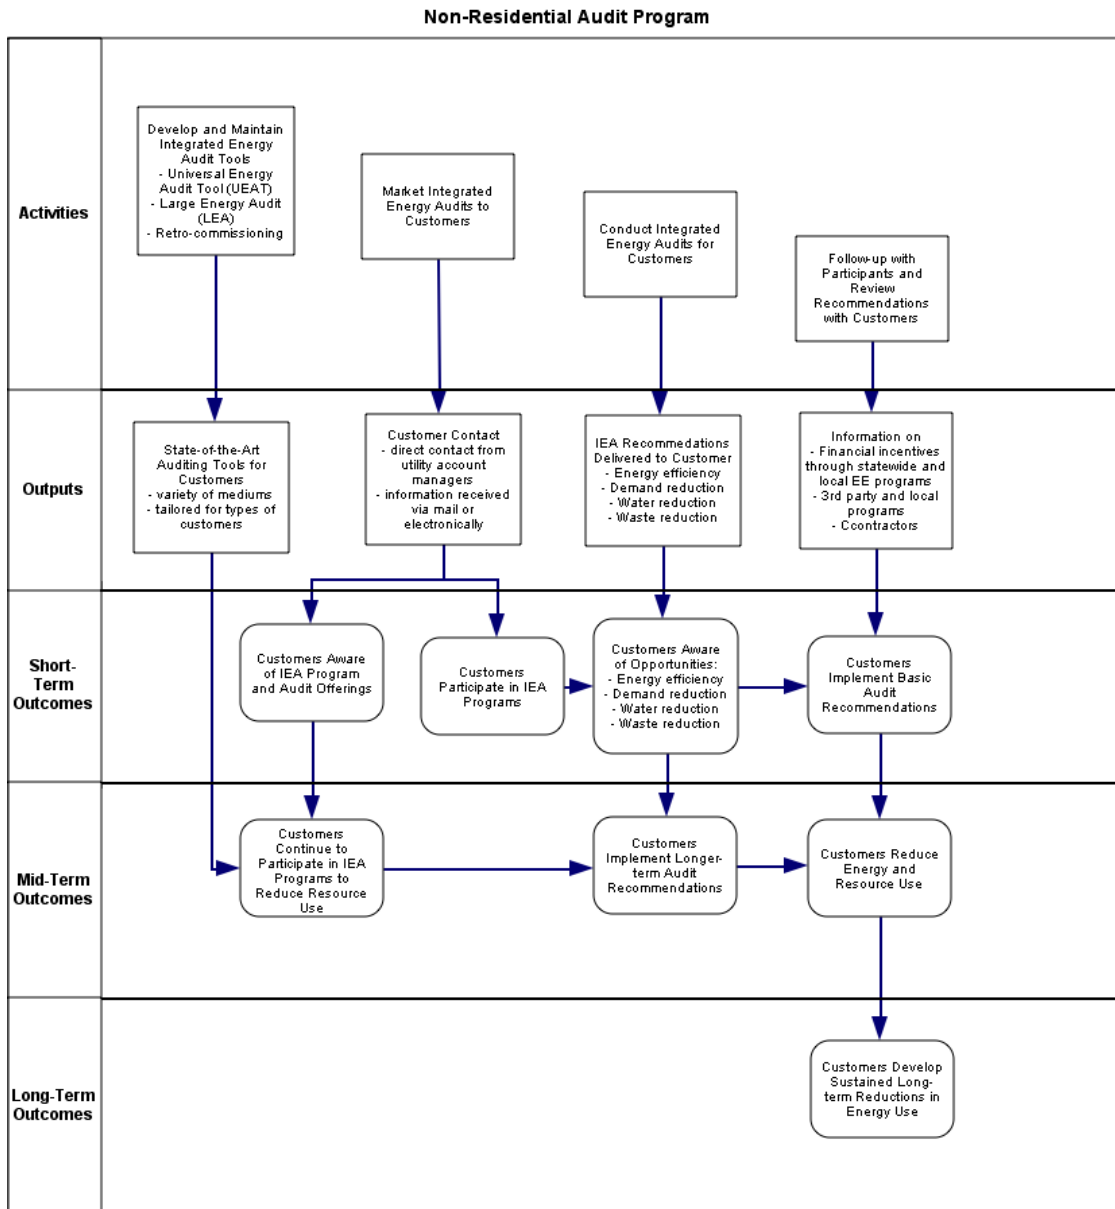 Non-Residential Audit Program
Activities
Develop and Maintain
Integrated Energy
Audit Tools
- Universal Energy
Audit Tool (UEAT)
- Large Energy Audit
(LEA)
- Retro-commissioning
Market Integrated
Energy Audits to
Customers
Conduct Integrated
Energy Audits for
Customers
Follow-up with
Participants and
Review
Recommendations
with Customers
Outputs
State-of-the-Art
Auditing Tools for
Customers
- variety of mediums
- tailored for types of
customers
Customer Contact
- direct contact from
utility account
managers
- information received
via mail or
electronically
IEA Recommedations
Delivered to Customer
- Energy efficiency
- Demand reduction
- Water reduction
- Waste reduction
Information on
- Financial incentives
through statewide and
local EE programs
- 3rd party and local
programs
- Ccontractors
Short-
Term
Outcomes
Customers Aware
of IEA Program
and Audit Offerings
Customers
Participate in IEA
Programs
Customers Aware
of Opportunities:
- Energy efficiency
- Demand reduction
- Water reduction
- Waste reduction
Customers
Implement Basic
Audit
Recommendations
Mid-Term
Outcomes
Customers
Continue to
Participate in IEA
Programs to
Reduce Resource
Use
Customers
Implement Longer-
term Audit
Recommendations
Customers Reduce
Energy and
Resource Use
Long-Term
Outcomes
Customers Develop
Sustained Long-
term Reductions in
Energy Use